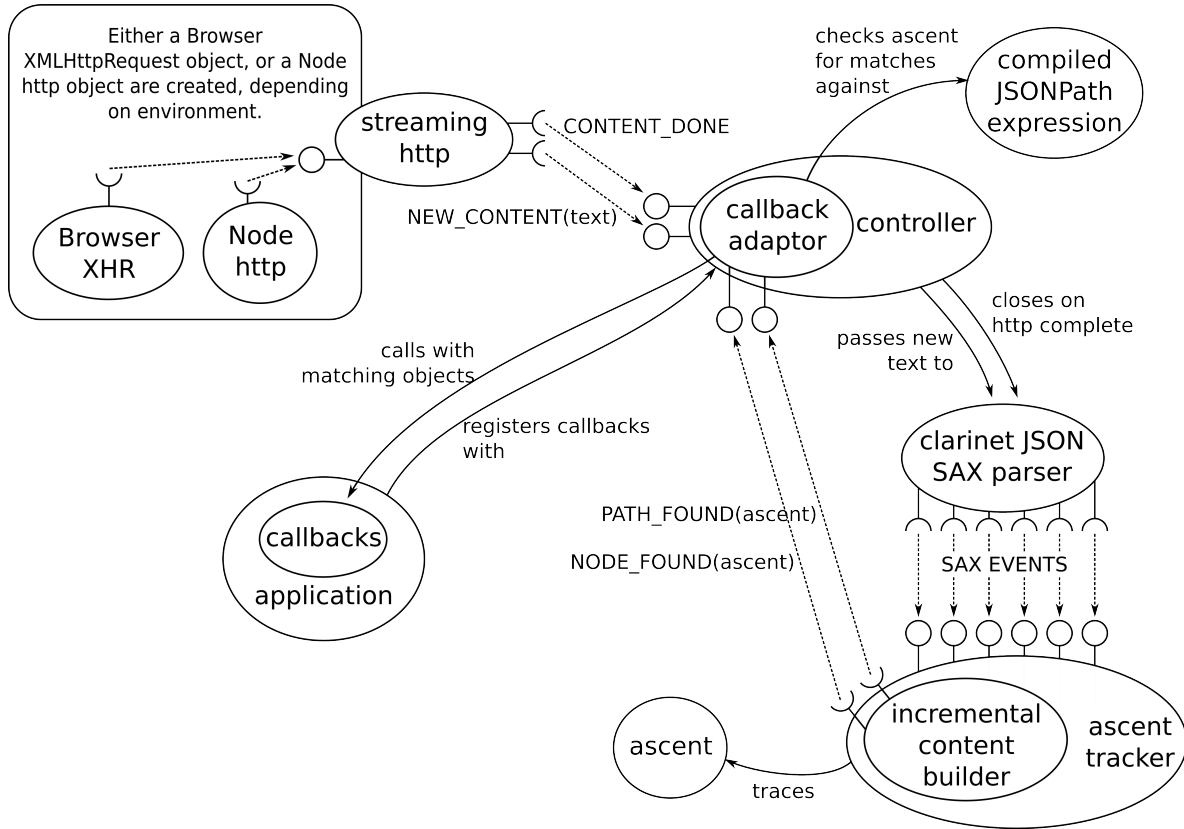 Either a Browser
XMLHttpRequest object, or a Node
http object are created, depending
on environment.
Browser
XHR
Node
http
streaming
http
CONTENT_DONE
NEW_CONTENT(text)
checks ascent
for matches
against
compiled
JSONPath
expression
callback
adaptor
controller
closes on
http complete
passes new
text to
calls with
matching objects
registers callbacks
with
callbacks
application
clarinet JSON
SAX parser
PATH_FOUND(ascent)
NODE_FOUND(ascent)
SAX EVENTS
incremental
content
builder
ascent
tracker
ascent
traces